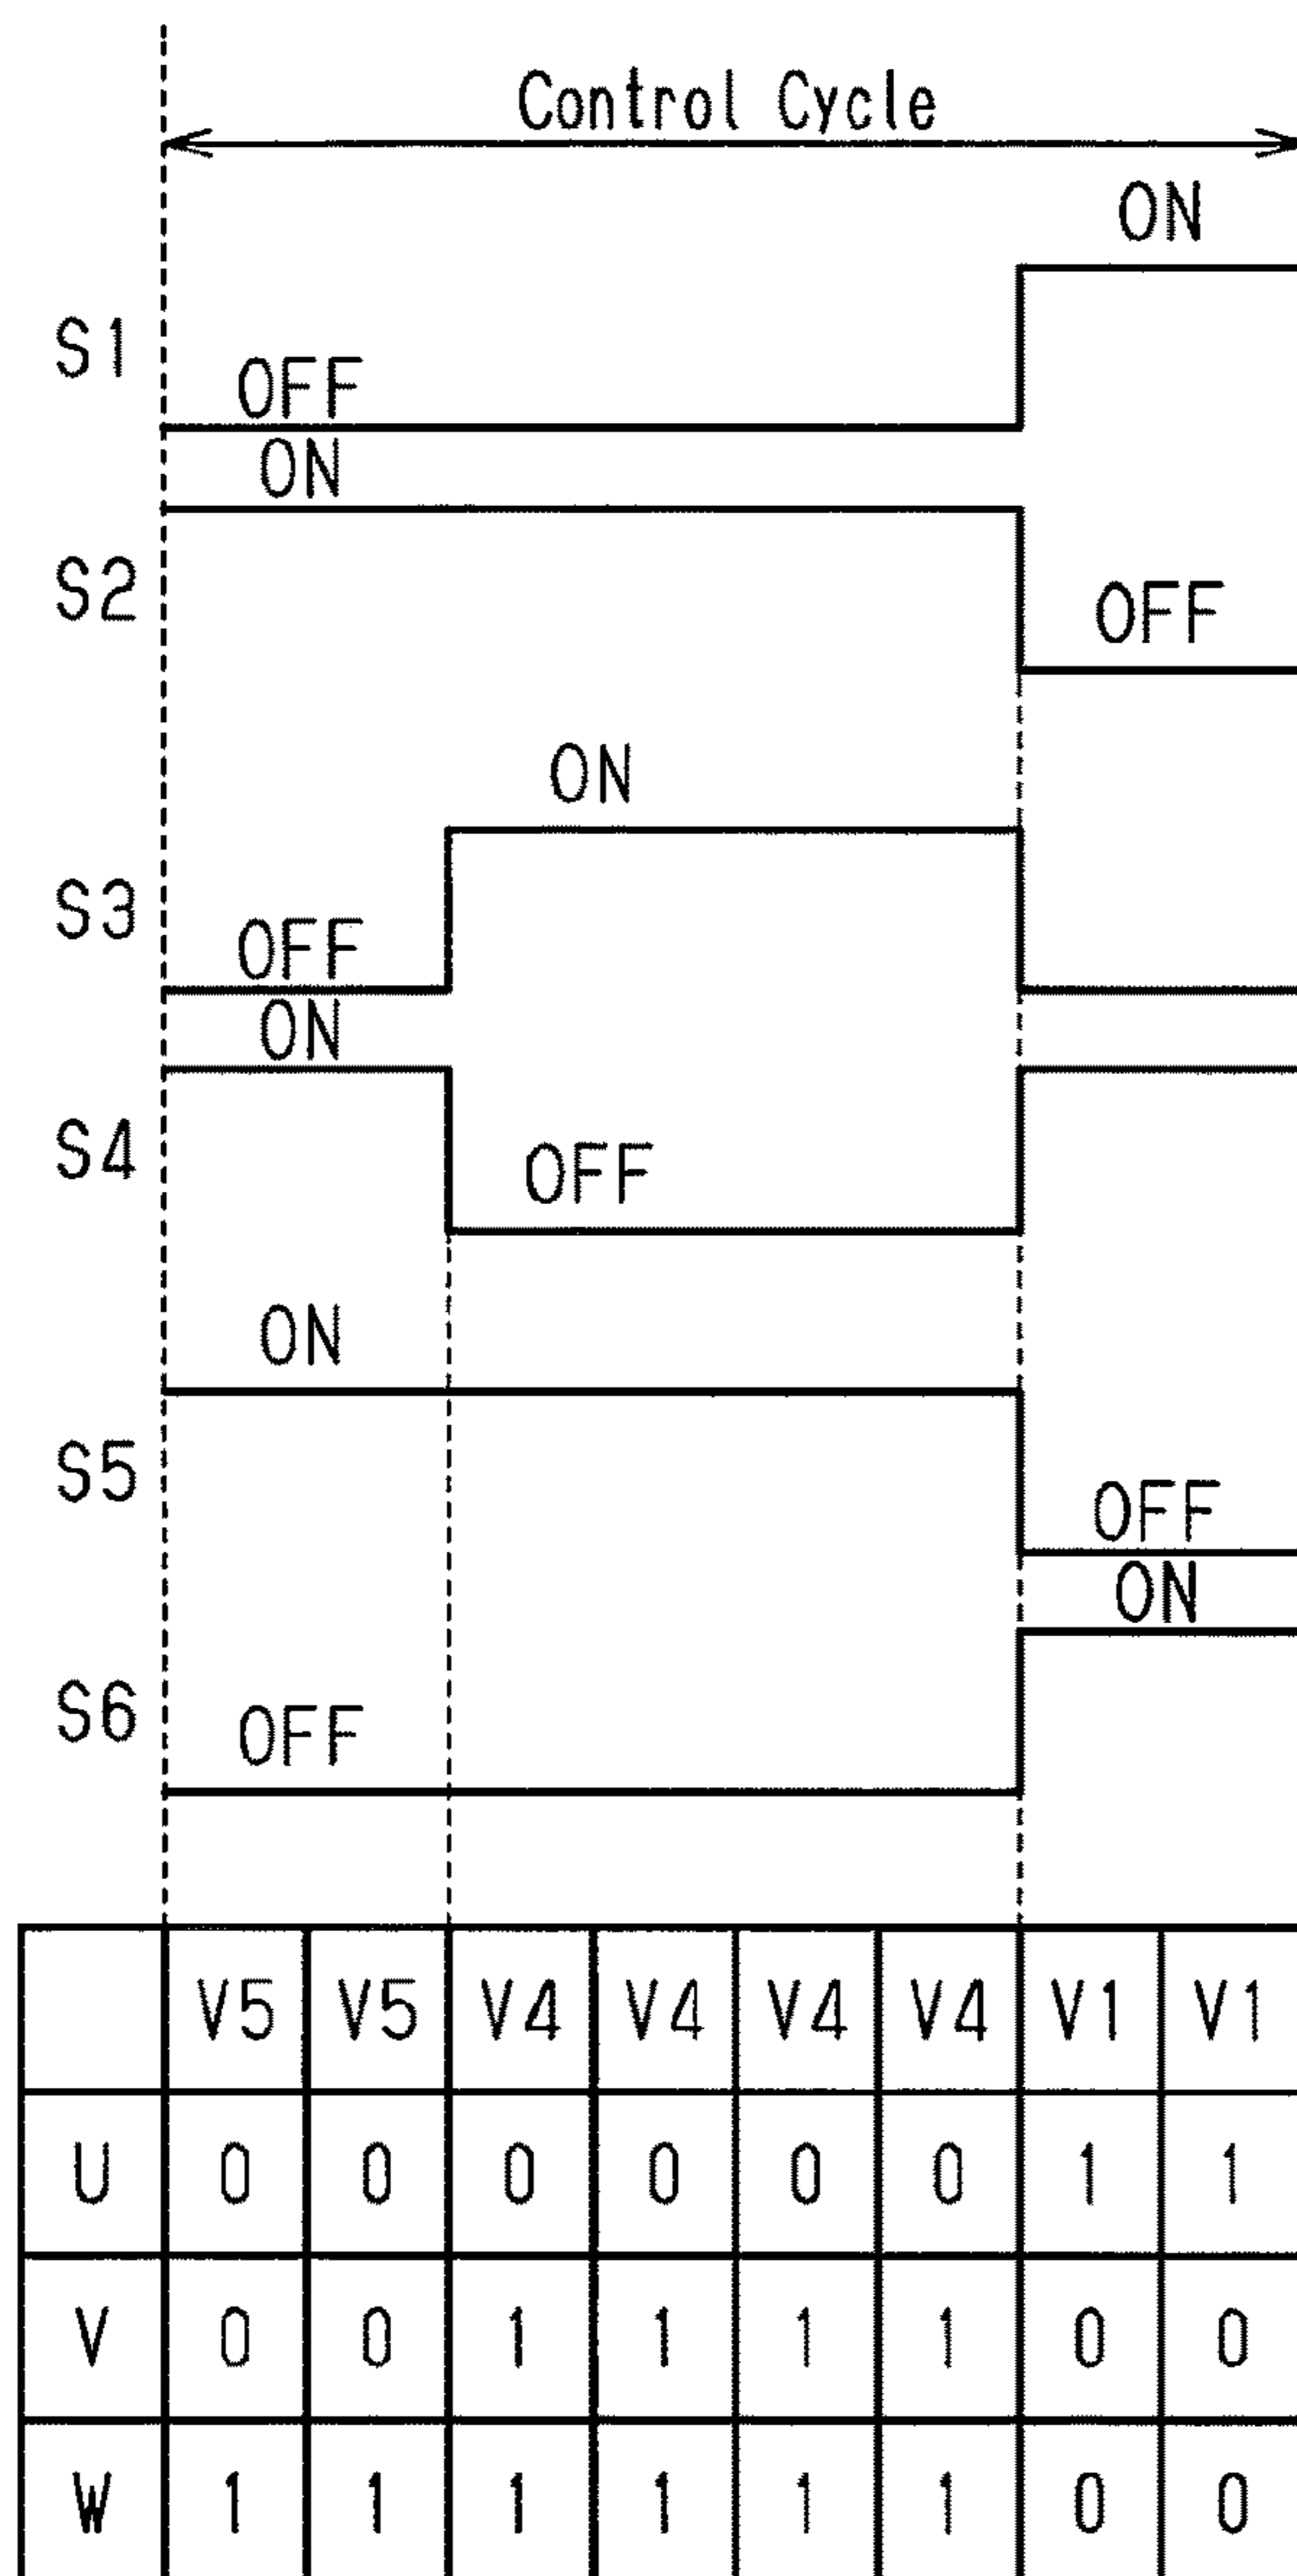 Control Cycle
ON
S1
OFF
ON
S2
OFF
ON
S3
OFF
ON
S4
OFF
ON
S5
OFF
ON
S6
OFF
V5 V5 V4 V4 V4 V4 V1 V1
U 0 0 0 0 0 0 1 1
V 0 0 1 1 1 1 0 0
W 1 1 1 1 1 1 0 0